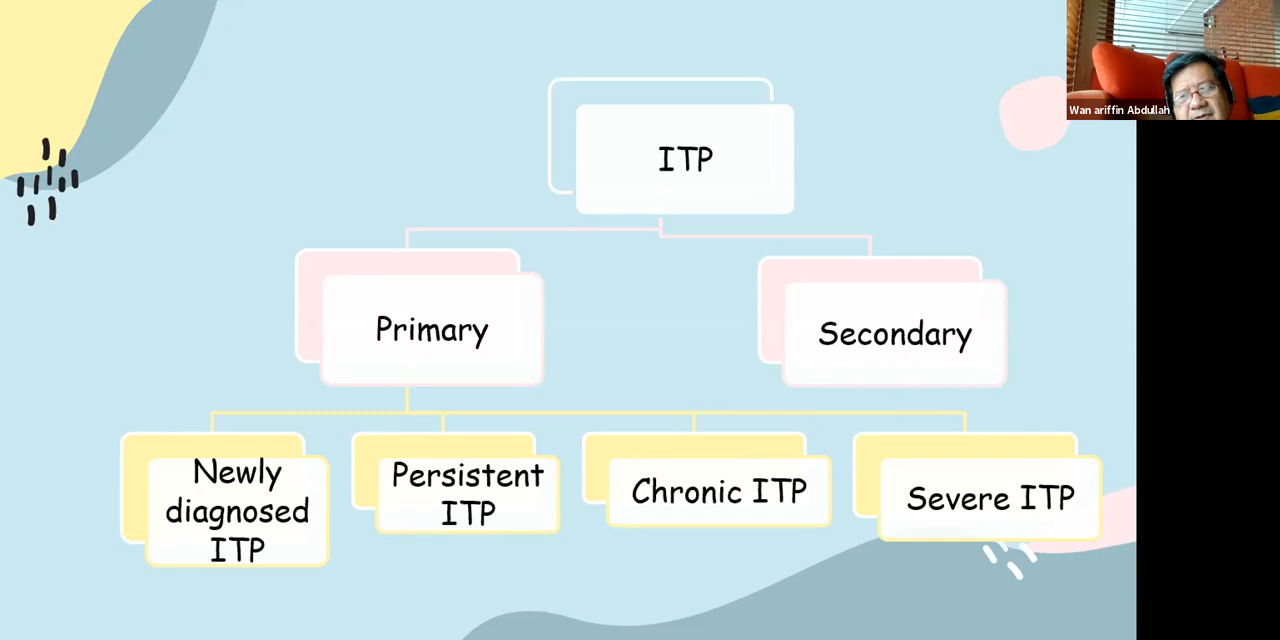 Wan ariffin Abdullah
ITP
Primary
Secondary
Newly
diagnosed
ITP
Persistent
ITP
Chronic ITP
Severe ITP